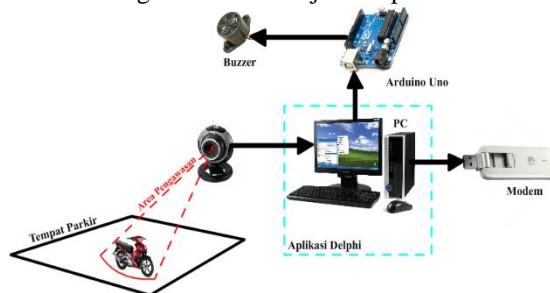 Buzzer
Arduino Uno
PC
Modem
Area Pengawasan
Tempat Parkir
Aplikasi Delphi